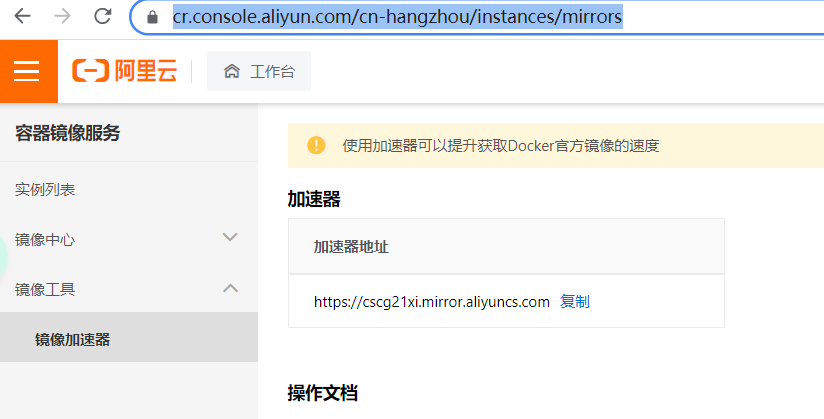 cr.console.aliyun.com/cn-hangzhou/instances/mirrors
阿里云
工作台
容器镜像服务
实例列表
镜像中心
镜像工具
镜像加速器
使用加速器可以提升获取Docker官方镜像的速度
加速器
加速器地址
https://cscg21xi.mirror.aliyuncs.com 复制
操作文档